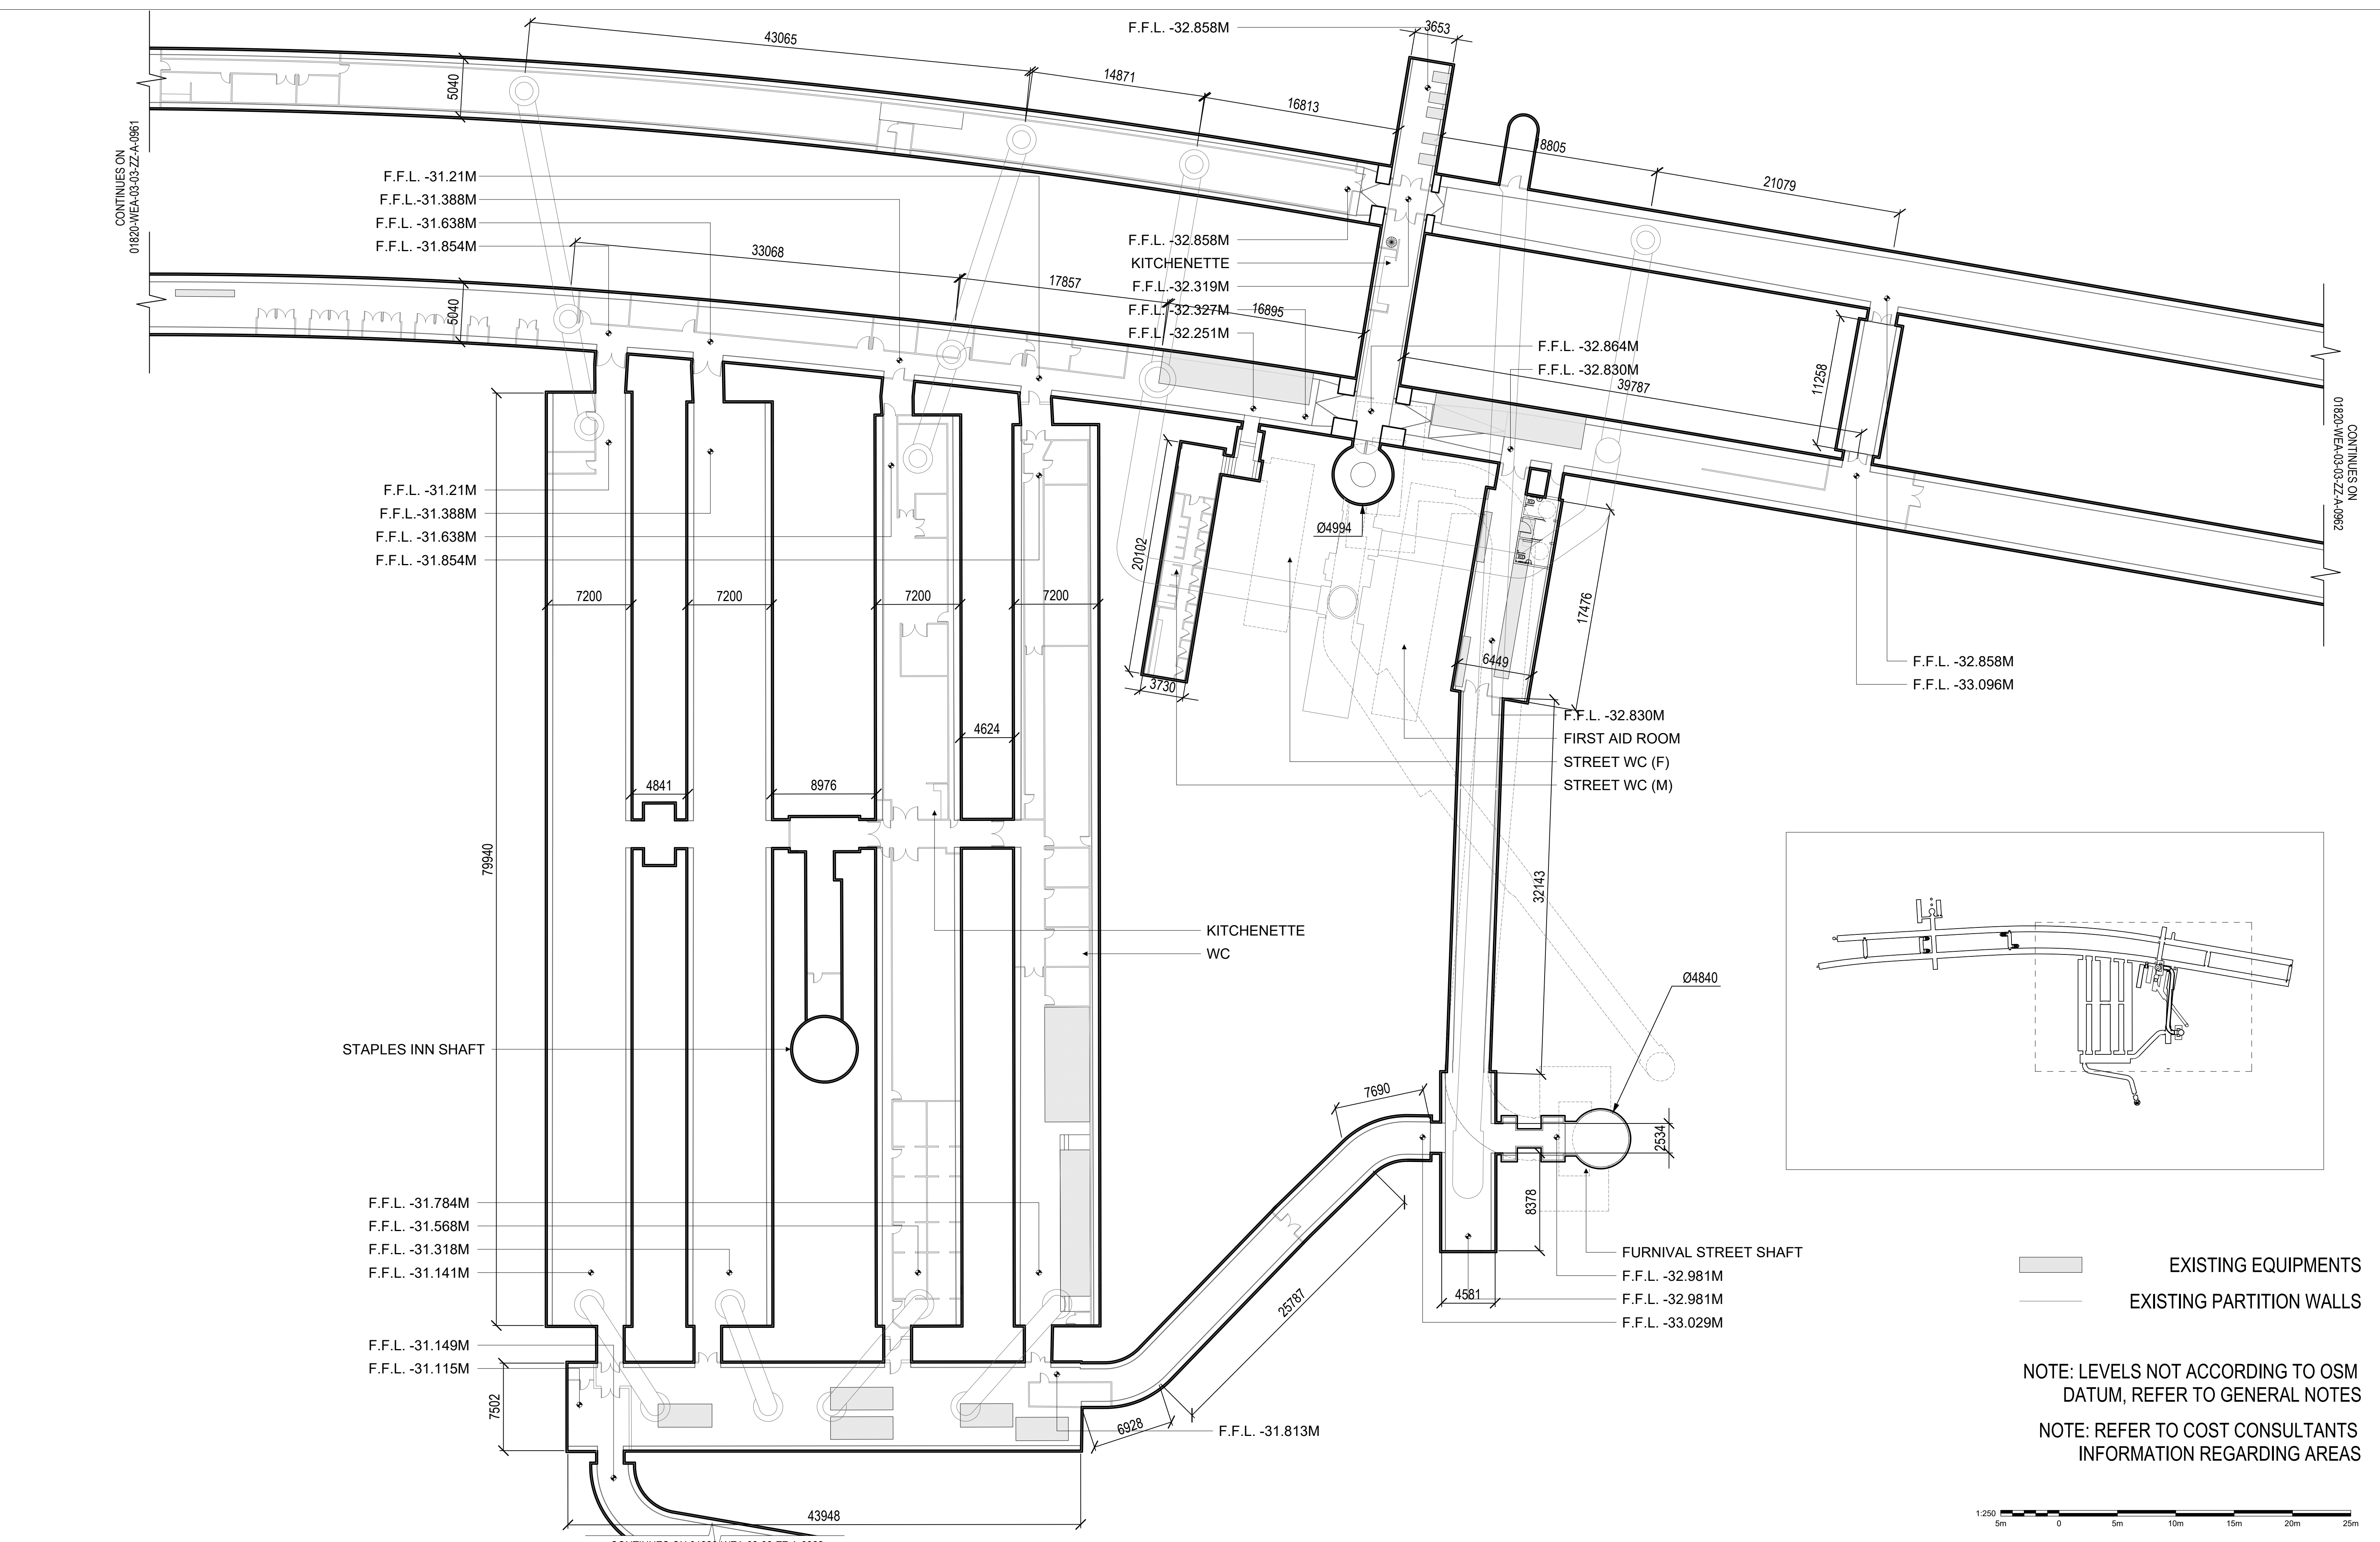 F.F.L. -32.858M
3653
43065
14871
16813
5040
18805
21079
CONTINUES ON
01820-WEA-03-03-ZZ-A-0961
F.F.L. -31.21M
F.F.L.-31.388M
F.F.L. -31.638M
F.F.L. -31.854M
33068
17857
16895
5040
F.F.L. -32.858M
KITCHENETTE
F.F.L. -32.319M
F.F.L. -32.327M
F.F.L. -32.251M
F.F.L. -32.864M
F.F.L. -32.830M
39787
11258
CONTINUES ON
01820-WEA-03-03-ZZ-A-0962
F.F.L. -31.21M
F.F.L. -31.388M
F.F.L. -31.638M
F.F.L. -31.854M
Ø4994
20102
7200
7200
7200
7200
17476
6449
3730
F.F.L. -32.858M
F.F.L. -33.096M
F.F.L. -32.830M
FIRST AID ROOM
STREET WC (F)
STREET WC (M)
4624
4841
8976
79940
32143
KITCHENETTE
WC
Ø4840
STAPLES INN SHAFT
7690
2534
8378
F.F.L. -31.784M
F.F.L. -31.568M
F.F.L. -31.318M
F.F.L. -31.141M
FURNIVAL STREET SHAFT
F.F.L. -32.981M
F.F.L. -32.981M
F.F.L. -33.029M
4581
25787
F.F.L. -31.149M
F.F.L. -31.115M
7502
6928
F.F.L. -31.813M
43948
EXISTING EQUIPMENTS
EXISTING PARTITION WALLS
NOTE: LEVELS NOT ACCORDING TO OSM
DATUM, REFER TO GENERAL NOTES
NOTE: REFER TO COST CONSULTANTS
INFORMATION REGARDING AREAS
1:250
5m 0 5m 10m 15m 20m 25m